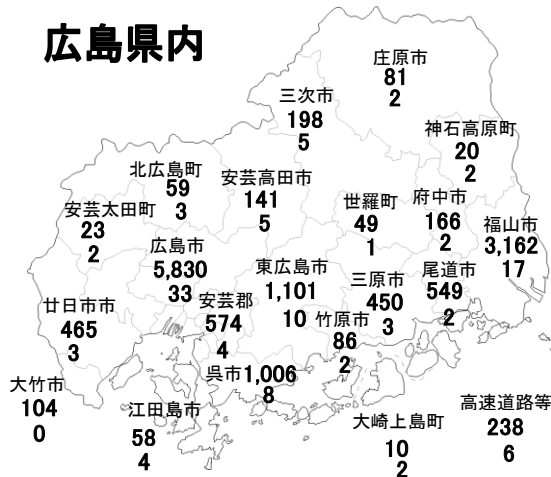 広島県内
庄原市
81
2
三次市
198
5
神石高原町
20
2
北広島町
59
3
安芸高田市
141
5
世羅町
49
1
府中市
166
2
安芸太田町
23
2
福山市
3,162
17
広島市
5,830
33
東広島市
1,101
10
三原市
450
3
尾道市
549
2
廿日市市
465
3
安芸郡
574
4
竹原市
86
2
呉市1,006
8
大竹市
104
0
江田島市
58
4
大崎上島町
10
2
高速道路等
238
6